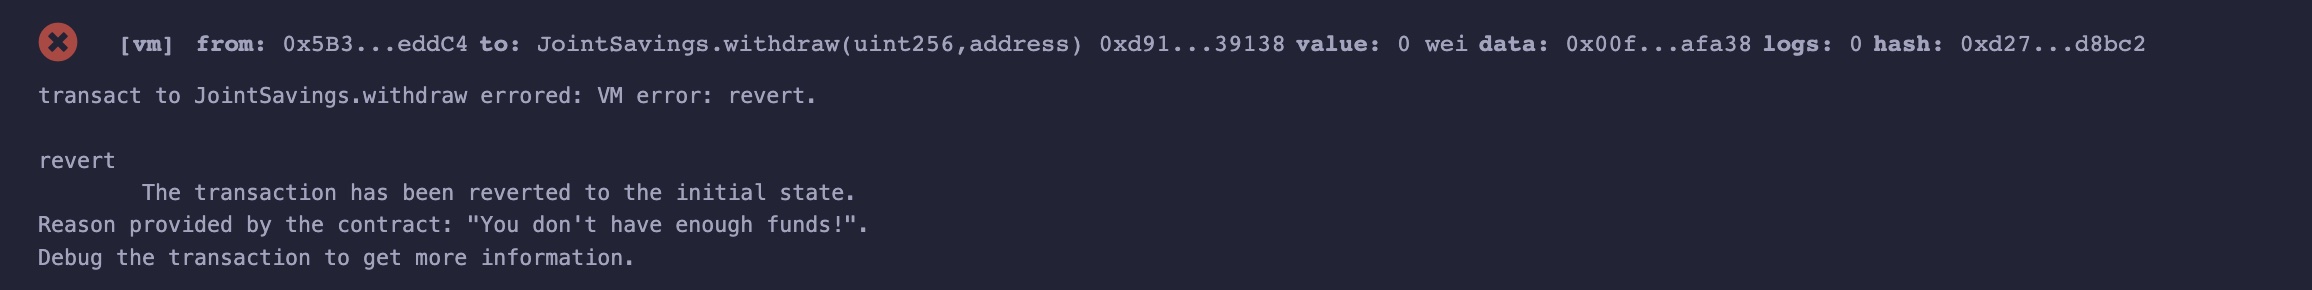 [vm] from: 0x5B3...eddC4 to: JointSavings.withdraw(uint256,address) 0xd91...39138 value: 0 wei data: 0x00f...afa38 logs: 0 hash: 0xd27...d8bc2
transact to JointSavings.withdraw errored: VM error: revert.
revert
The transaction has been reverted to the initial state.
Reason provided by the contract: "You don't have enough funds!".
Debug the transaction to get more information.